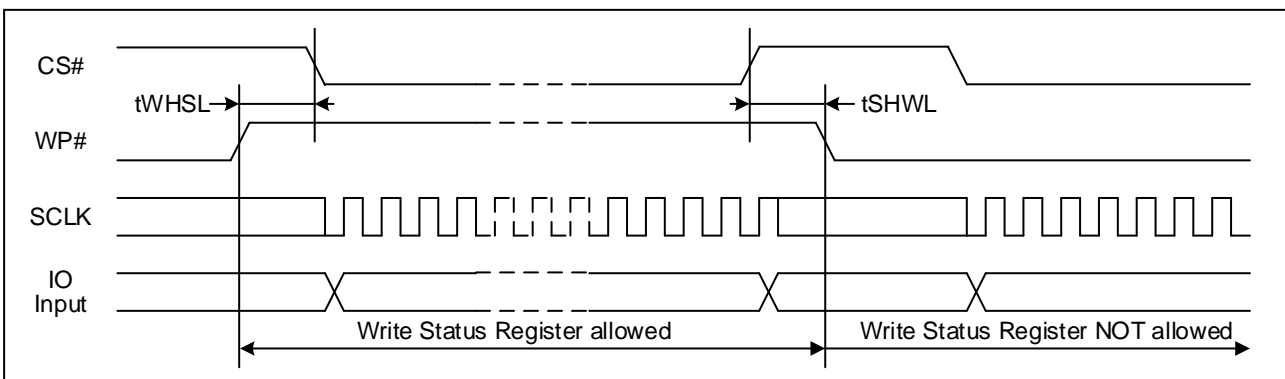 CS#
tWHSL
tSHWL
WP#
SCLK
IO
Input
Write Status Register allowed
Write Status Register NOT allowed